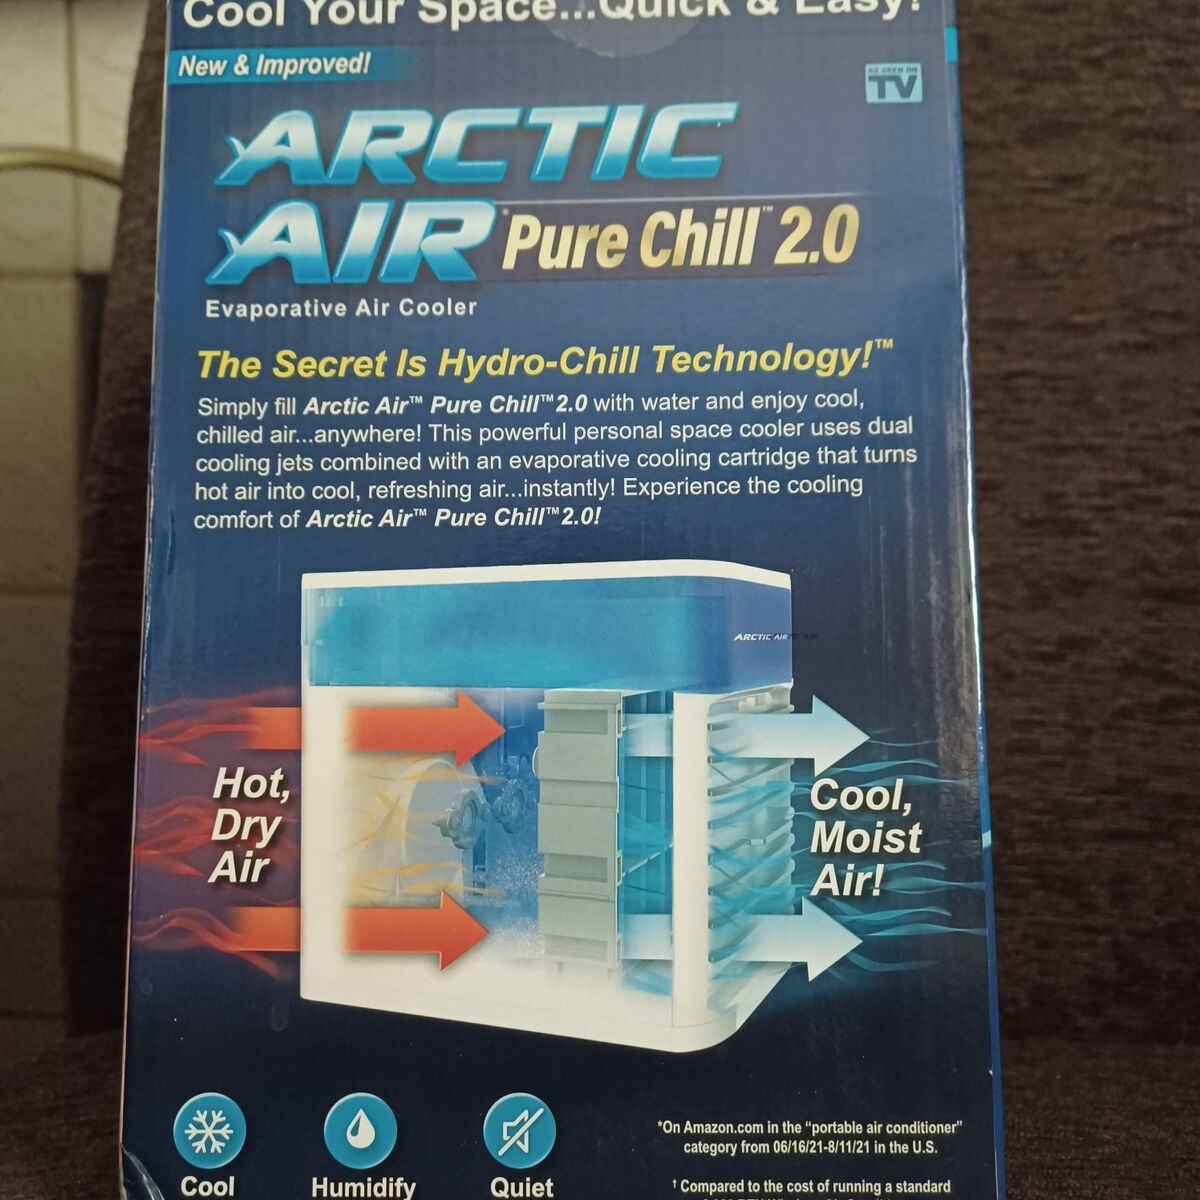 Cool Your Space...Quick & Easy!
New & Improved!
AS SEEN ON
TV
ARCTIC
AIR® Pure Chill™ 2.0
Evaporative Air Cooler
The Secret Is Hydro-Chill Technology!™
Simply fill Arctic Air™ Pure Chill™ 2.0 with water and enjoy cool,
chilled air...anywhere! This powerful personal space cooler uses dual
cooling jets combined with an evaporative cooling cartridge that turns
hot air into cool, refreshing air...instantly! Experience the cooling
comfort of Arctic Air™ Pure Chill™ 2.0!
ARCTIC AIR
Hot,
Dry
Air
Cool,
Moist
Air!
Cool
Humidify
Quiet
*On Amazon.com in the “portable air conditioner”
category from 06/16/21-8/11/21 in the U.S.
† Compared to the cost of running a standard